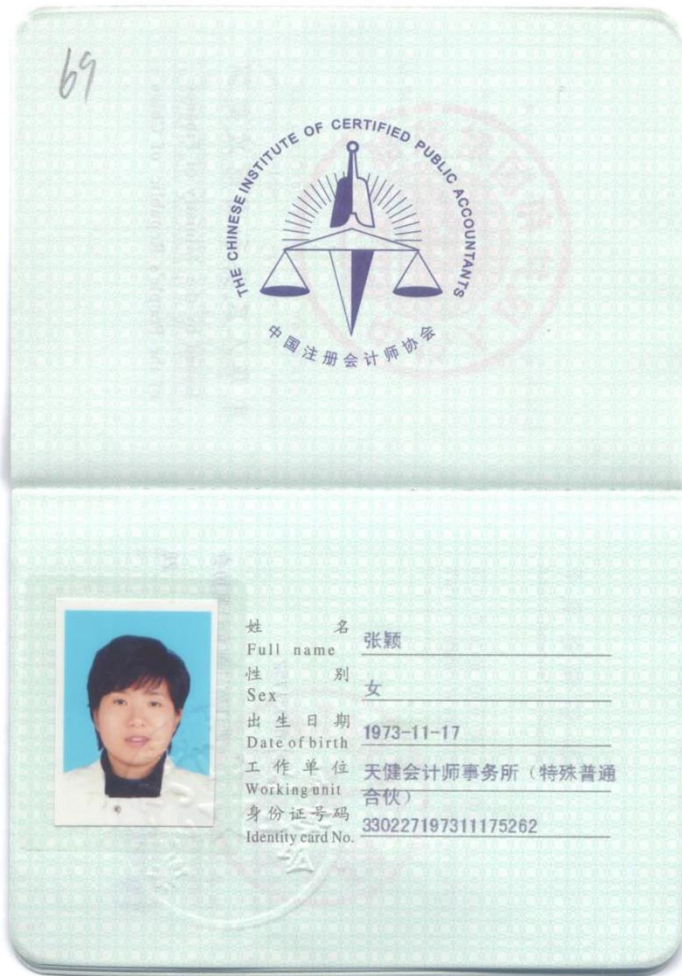 69
THE CHINESE INSTITUTE OF CERTIFIED PUBLIC ACCOUNTANTS
中国注册会计师协会
姓 名 张颖
Full name
性 别 女
Sex
出生日期 1973-11-17
Date of birth
工作单位 天健会计师事务所（特殊普通
Working unit 合伙）
身份证号码 330227197311175262
Identity card No.